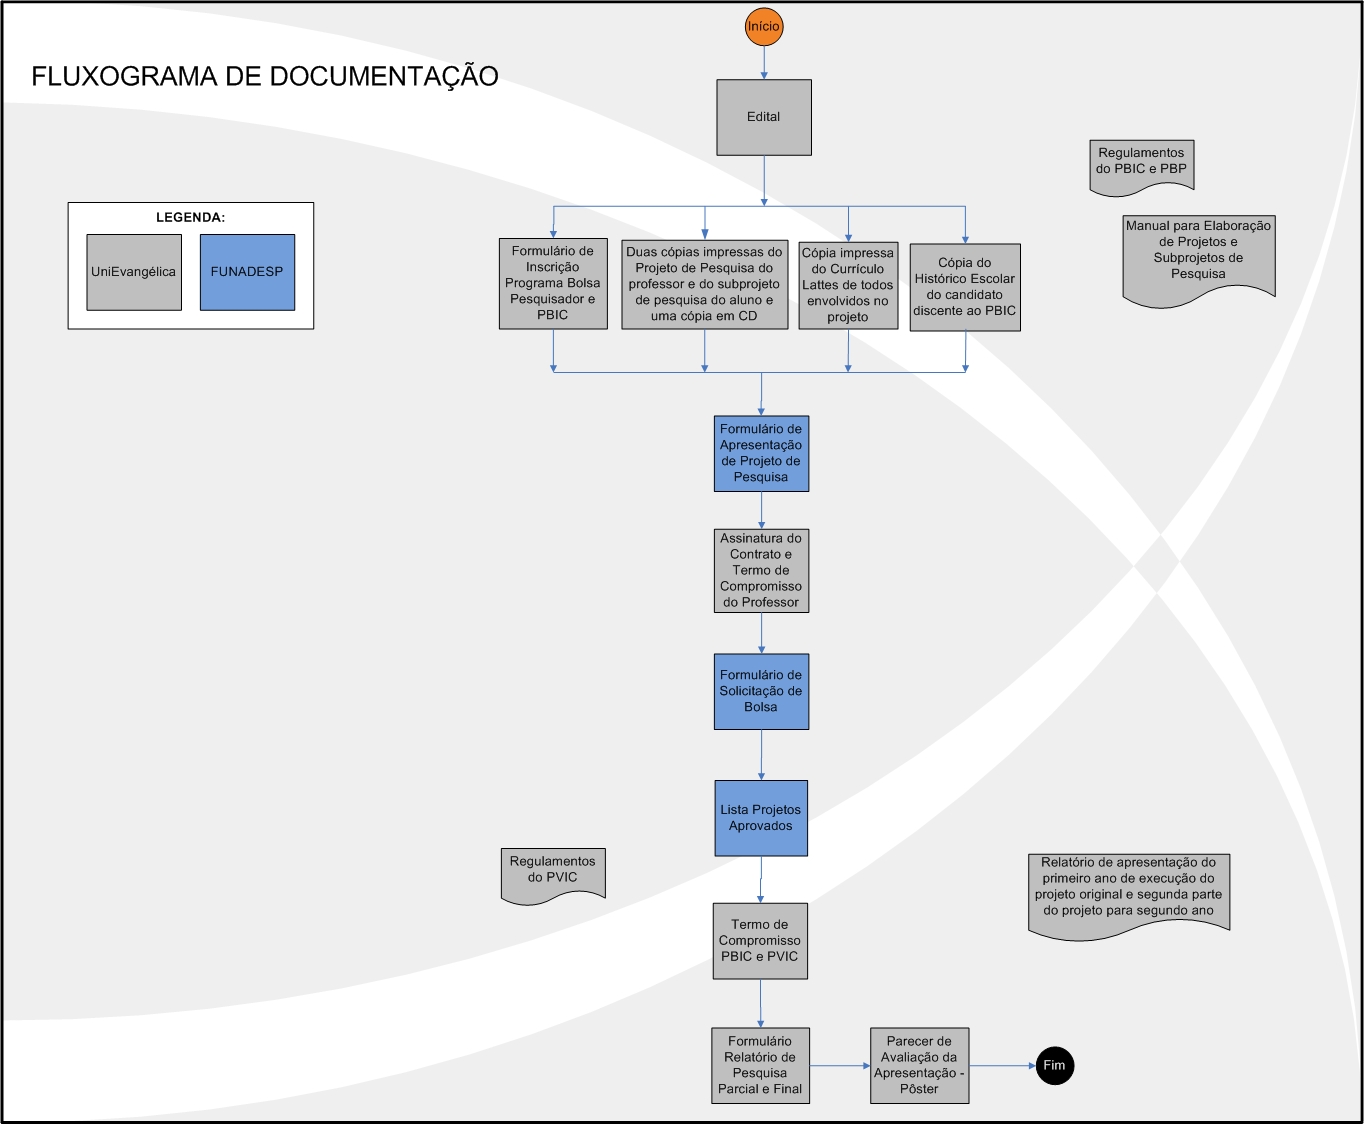 Início
FLUXOGRAMA DE DOCUMENTAÇÃO
Edital
Regulamentos
do PBIC e PBP
Manual para Elaboração
de Projetos e
Subprojetos de
Pesquisa
LEGENDA:
UniEvangélica
FUNADESP
Formulário de
Inscrição
Programa Bolsa
Pesquisador e
PBIC
Duas cópias impressas do
Projeto de Pesquisa do
professor e do subprojeto
de pesquisa do aluno e
uma cópia em CD
Cópia impressa
do Currículo
Lattes de todos
envolvidos no
projeto
Cópia do
Histórico Escolar
do candidato
discente ao PBIC
Formulário de
Apresentação
de Projeto de
Pesquisa
Assinatura do
Contrato e
Termo de
Compromisso
do Professor
Formulário de
Solicitação de
Bolsa
Lista Projetos
Aprovados
Regulamentos
do PVIC
Relatório de apresentação do
primeiro ano de execução do
projeto original e segunda parte
do projeto para segundo ano
Termo de
Compromisso
PBIC e PVIC
Formulário
Relatório de
Pesquisa
Parcial e Final
Parecer de
Avaliação da
Apresentação -
Pôster
Fim